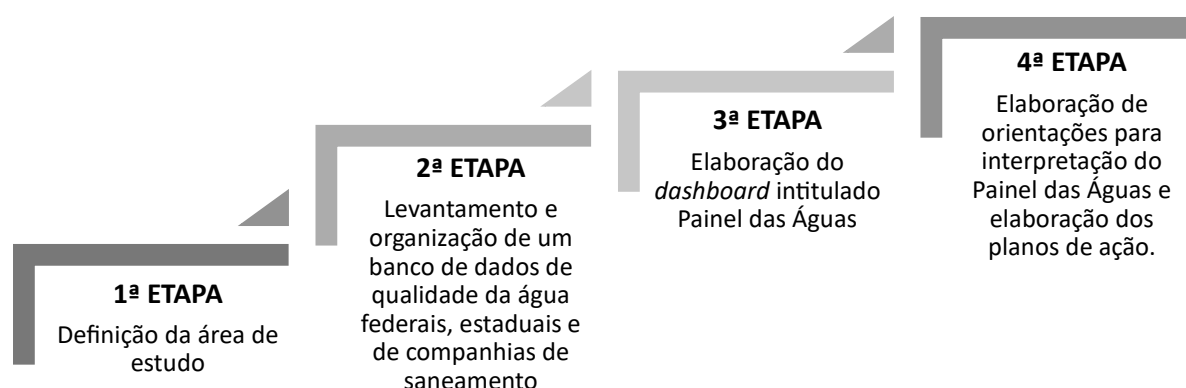 1ª ETAPA
Definição da área de
estudo
2ª ETAPA
Levantamento e
organização de um
banco de dados de
qualidade da água
federais, estaduais e
de companhias de
saneamento
3ª ETAPA
Elaboração do
dashboard intitulado
Painel das Águas
4ª ETAPA
Elaboração de
orientações para
interpretação do
Painel das Águas e
elaboração dos
planos de ação.